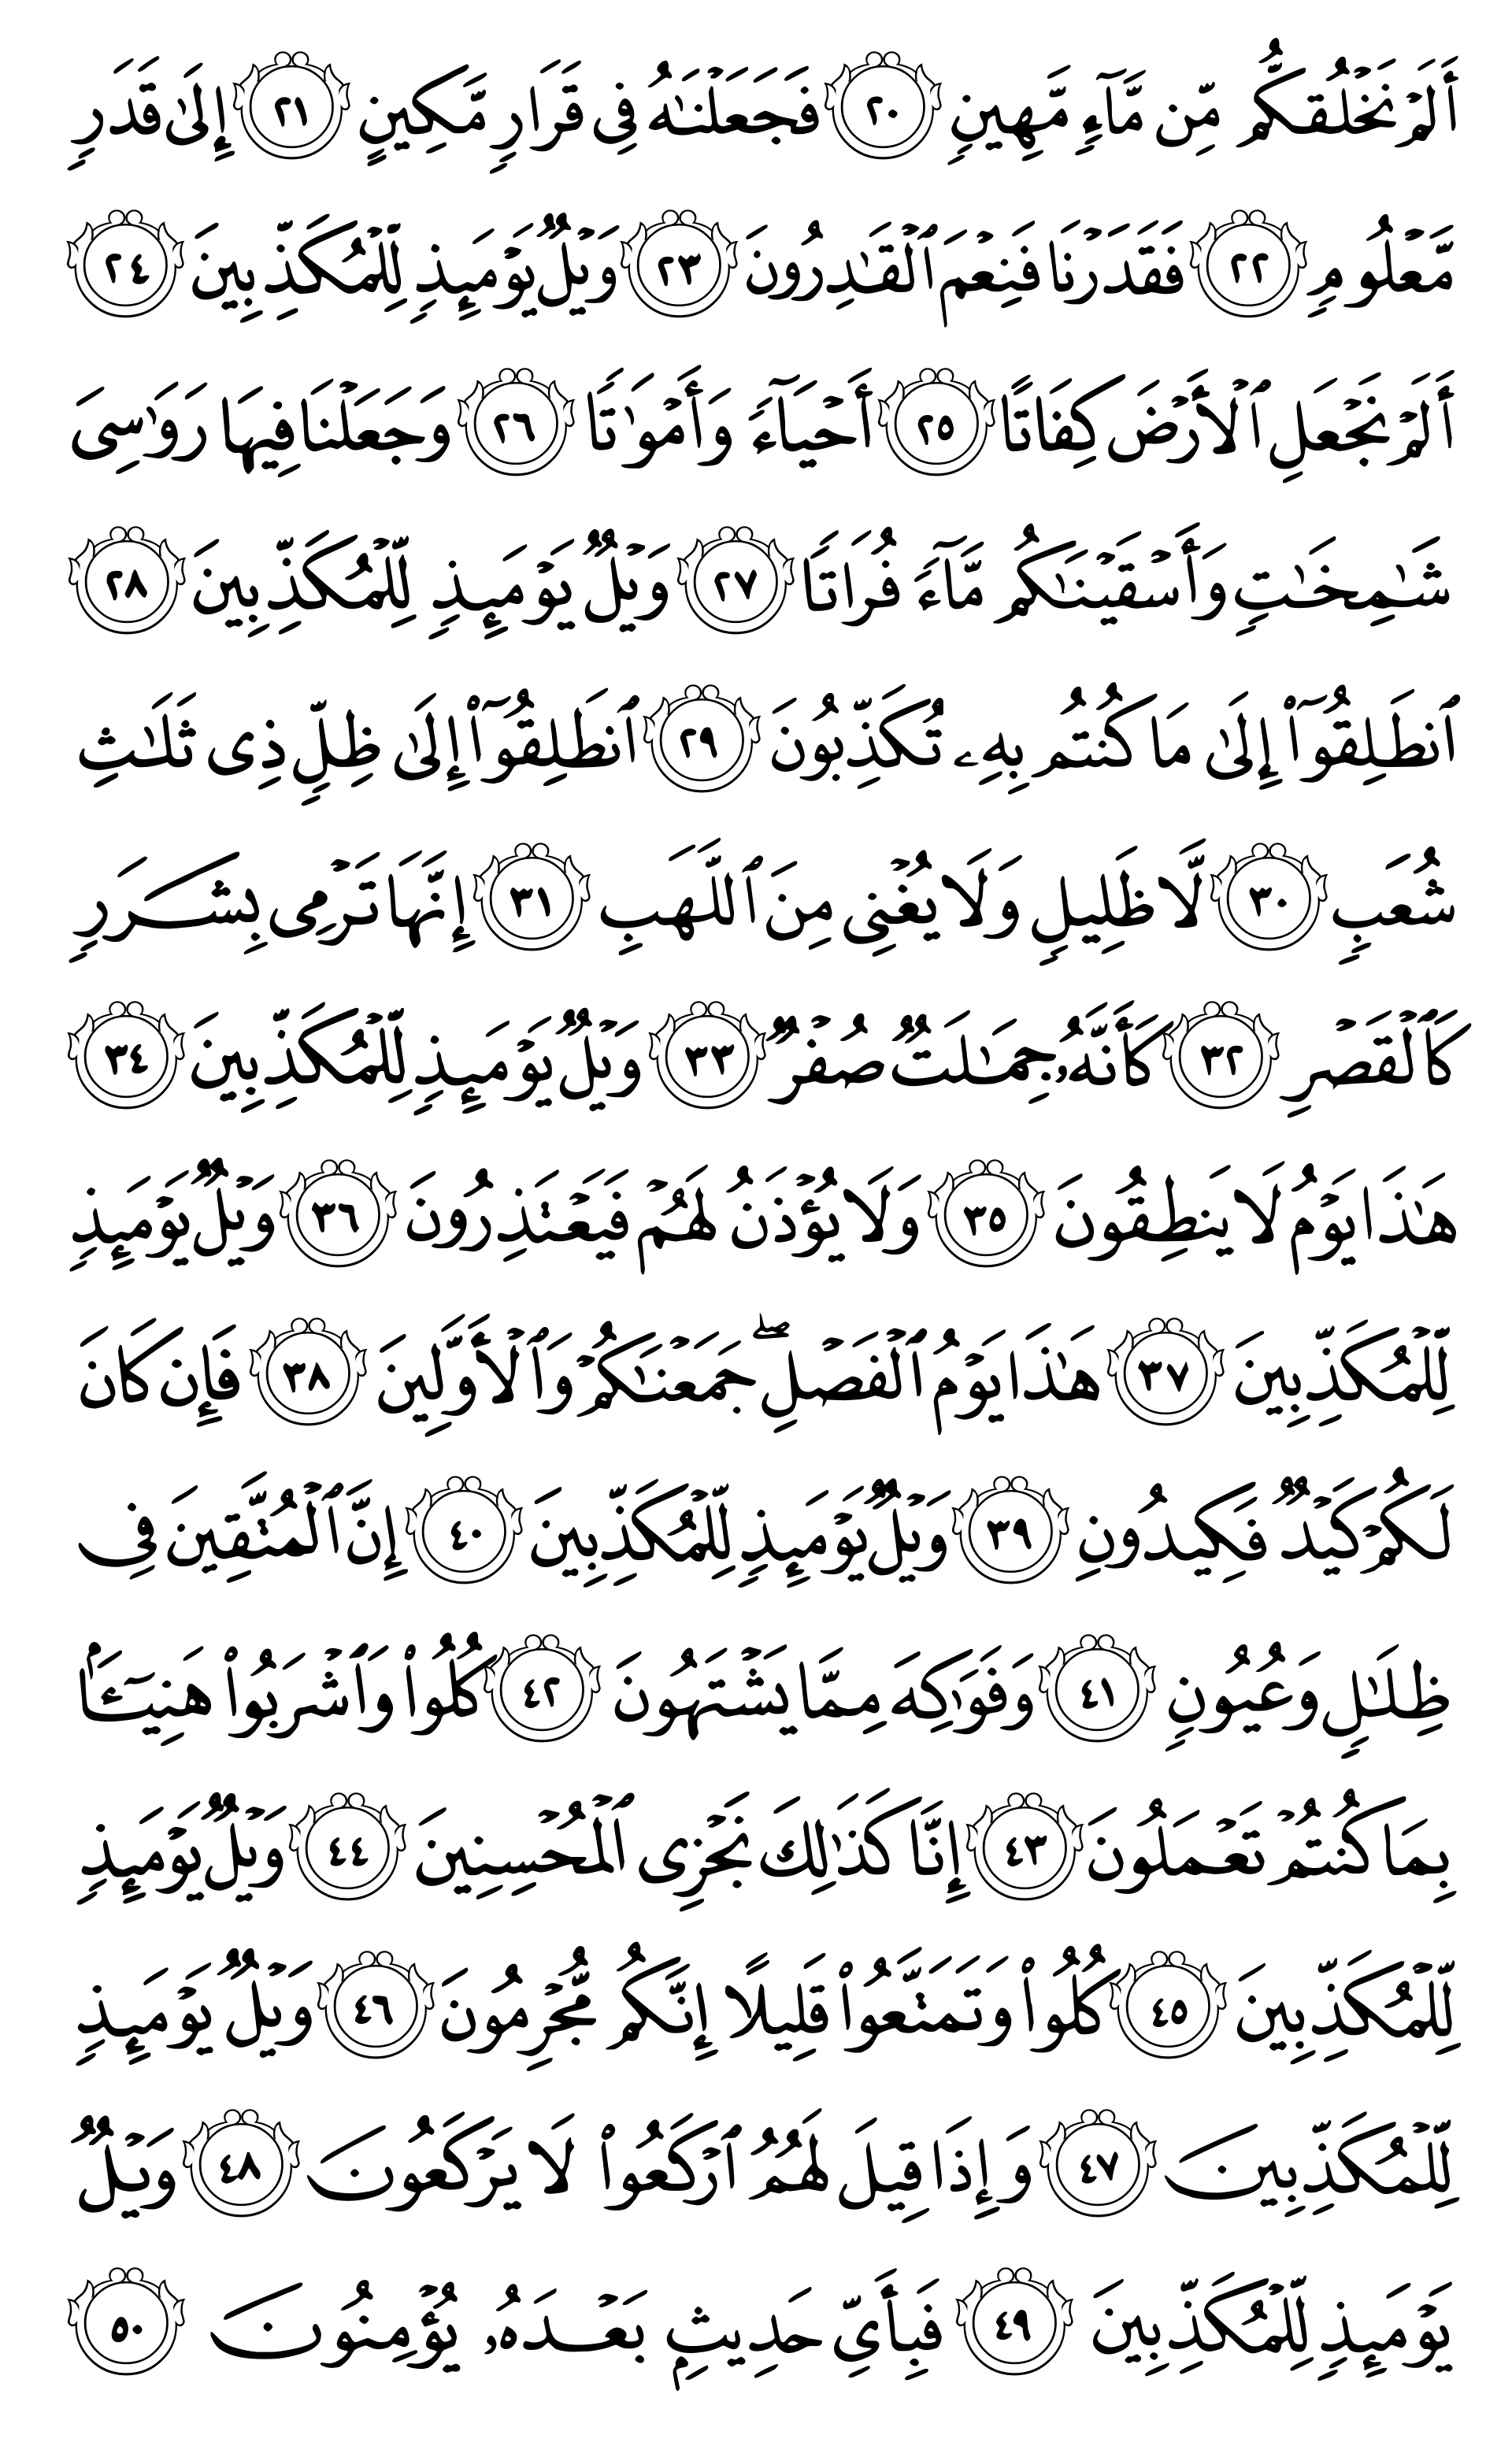 أَلَمۡ نَخۡلُقكُّم مِّن مَّآءٖ مَّهِينٖ ٢٠ فَجَعَلۡنَٰهُ فِي قَرَارٖ مَّكِينٍ ٢١ إِلَىٰ قَدَرٖ
مَّعۡلُومٖ ٢٢ فَقَدَرۡنَا فَنِعۡمَ ٱلۡقَٰدِرُونَ ٢٣ وَيۡلٞ يَوۡمَئِذٖ لِّلۡمُكَذِّبِينَ ٢٤
أَلَمۡ نَجۡعَلِ ٱلۡأَرۡضَ كِفَاتًا ٢٥ أَحۡيَآءٗ وَأَمۡوَٰتٗا ٢٦ وَجَعَلۡنَا فِيهَا رَوَٰسِيَ
شَٰمِخَٰتٖ وَأَسۡقَيۡنَٰكُم مَّآءٗ فُرَاتٗا ٢٧ وَيۡلٞ يَوۡمَئِذٖ لِّلۡمُكَذِّبِينَ ٢٨
ٱنطَلِقُوٓاْ إِلَىٰ مَا كُنتُم بِهِۦ تُكَذِّبُونَ ٢٩ ٱنطَلِقُوٓاْ إِلَىٰ ظِلّٖ ذِي ثَلَٰثِ
شُعَبٖ ٣٠ لَّا ظَلِيلٖ وَلَا يُغۡنِي مِنَ ٱللَّهَبِ ٣١ إِنَّهَا تَرۡمِي بِشَرَرٖ
كَٱلۡقَصۡرِ ٣٢ كَأَنَّهُۥ جِمَٰلَتٞ صُفۡرٞ ٣٣ وَيۡلٞ يَوۡمَئِذٖ لِّلۡمُكَذِّبِينَ ٣٤
هَٰذَا يَوۡمُ لَا يَنطِقُونَ ٣٥ وَلَا يُؤۡذَنُ لَهُمۡ فَيَعۡتَذِرُونَ ٣٦ وَيۡلٞ يَوۡمَئِذٖ
لِّلۡمُكَذِّبِينَ ٣٧ هَٰذَا يَوۡمُ ٱلۡفَصۡلِۖ جَمَعۡنَٰكُمۡ وَٱلۡأَوَّلِينَ ٣٨ فَإِن كَانَ
لَكُمۡ كَيۡدٞ فَكِيدُونِ ٣٩ وَيۡلٞ يَوۡمَئِذٖ لِّلۡمُكَذِّبِينَ ٤٠ إِنَّ ٱلۡمُتَّقِينَ فِي
ظِلَٰلٖ وَعُيُونٖ ٤١ وَفَوَٰكِهَ مِمَّا يَشۡتَهُونَ ٤٢ كُلُواْ وَٱشۡرَبُواْ هَنِيٓـَٔۢا
بِمَا كُنتُمۡ تَعۡمَلُونَ ٤٣ إِنَّا كَذَٰلِكَ نَجۡزِي ٱلۡمُحۡسِنِينَ ٤٤ وَيۡلٞ يَوۡمَئِذٖ
لِّلۡمُكَذِّبِينَ ٤٥ كُلُواْ وَتَمَتَّعُواْ قَلِيلًا إِنَّكُم مُّجۡرِمُونَ ٤٦ وَيۡلٞ يَوۡمَئِذٖ
لِّلۡمُكَذِّبِينَ ٤٧ وَإِذَا قِيلَ لَهُمُ ٱرۡكَعُواْ لَا يَرۡكَعُونَ ٤٨ وَيۡلٞ
يَوۡمَئِذٖ لِّلۡمُكَذِّبِينَ ٤٩ فَبِأَيِّ حَدِيثِۭ بَعۡدَهُۥ يُؤۡمِنُونَ ٥٠